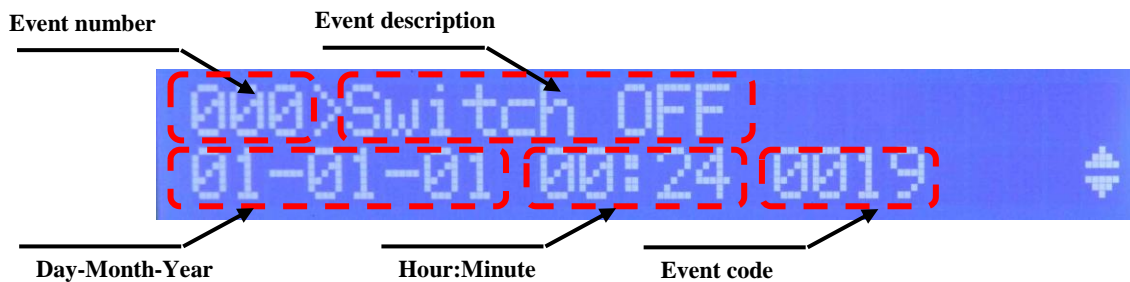 Event number
Event description
000>Switch OFF
01-01-01 00:24 0019
Day-Month-Year
Hour:Minute
Event code